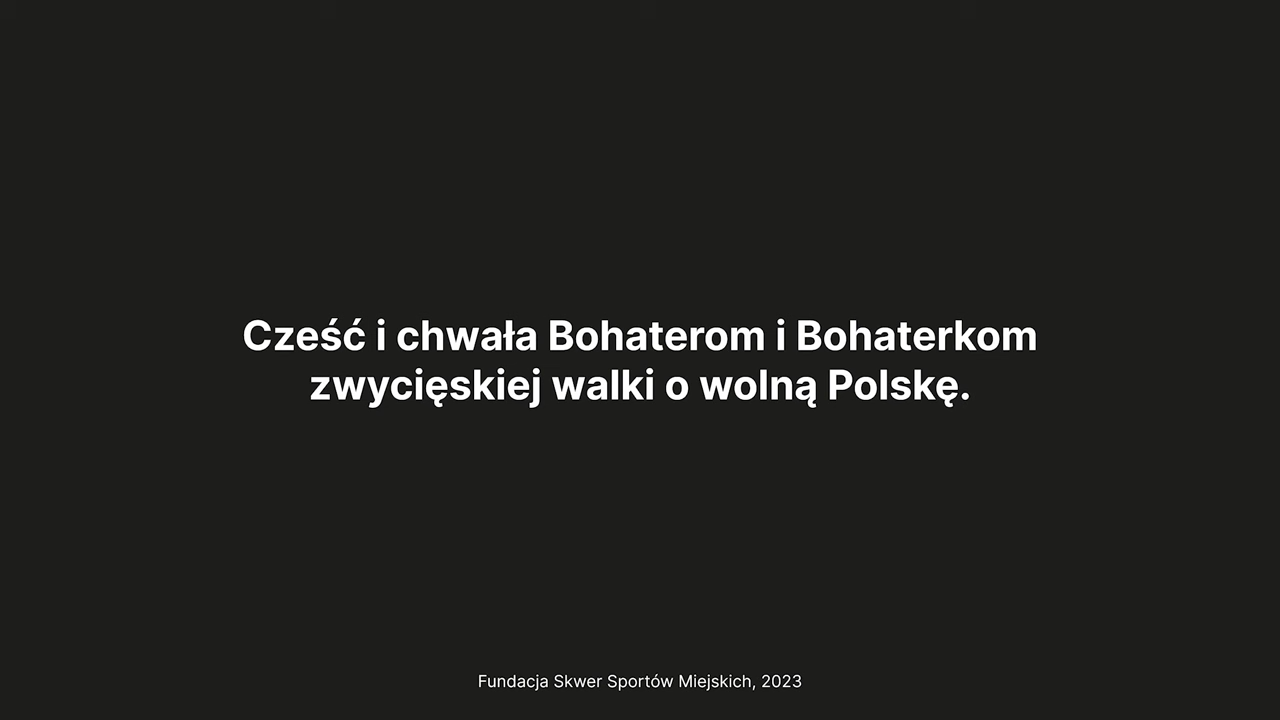 Cześć i chwała Bohaterom i Bohaterkom
zwycięskiej walki o wolną Polskę.
Fundacja Skwer Sportów Miejskich, 2023